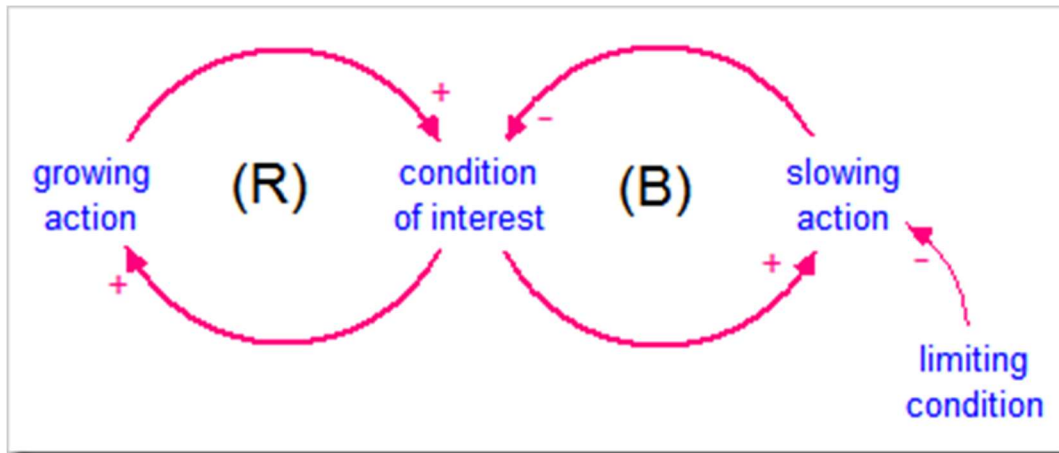 +
-
growing
action
(R)
condition
of interest
(B)
slowing
action
+
+
-
limiting
condition